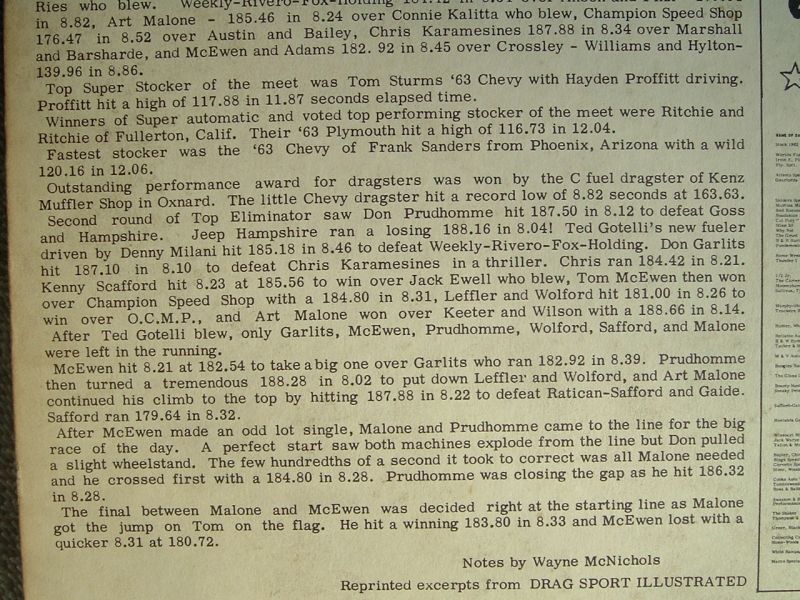 Ries who blew. Weekly-Rivero-Fox-Holding
in 8.82, Art Malone - 185.46 in 8.24 over Connie Kalitta who blew, Champion Speed Shop
176.47 in 8.52 over Austin and Bailey, Chris Karamesines 187.88 in 8.34 over Marshall
and Barsharde, and McEwen and Adams 182. 92 in 8.45 over Crossley - Williams and Hylton-
139.96 in 8.86.
Top Super Stocker of the meet was Tom Sturms '63 Chevy with Hayden Proffitt driving.
Proffitt hit a high of 117.88 in 11.87 seconds elapsed time.
Winners of Super automatic and voted top performing stocker of the meet were Ritchie and
Ritchie of Fullerton, Calif. Their '63 Plymouth hit a high of 116.73 in 12.04.
Fastest stocker was the '63 Chevy of Frank Sanders from Phoenix, Arizona with a wild
120.16 in 12.06.
Outstanding performance award for dragsters was won by the C fuel dragster of Kenz
Muffler Shop in Oxnard. The little Chevy dragster hit a record low of 8.82 seconds at 163.63.
Second round of Top Eliminator saw Don Prudhomme hit 187.50 in 8.12 to defeat Goss
and Hampshire. Jeep Hampshire ran a losing 188.16 in 8.04! Ted Gotelli's new fueler
driven by Denny Milani hit 185.18 in 8.46 to defeat Weekly-Rivero-Fox-Holding. Don Garlits
hit 187.10 in 8.10 to defeat Chris Karamesines in a thriller. Chris ran 184.42 in 8.21.
Kenny Scafford hit 8.23 at 185.56 to win over Jack Ewell who blew, Tom McEwen then won
over Champion Speed Shop with a 184.80 in 8.31, Leffler and Wolford hit 181.00 in 8.26 to
win over O.C.M.P., and Art Malone won over Keeter and Wilson with a 188.66 in 8.14.
After Ted Gotelli blew, only Garlits, McEwen, Prudhomme, Wolford, Safford, and Malone
were left in the running.
McEwen hit 8.21 at 182.54 to take a big one over Garlits who ran 182.92 in 8.39. Prudhomme
then turned a tremendous 188.28 in 8.02 to put down Leffler and Wolford, and Art Malone
continued his climb to the top by hitting 187.88 in 8.22 to defeat Ratican-Safford and Gaide.
Safford ran 179.64 in 8.32.
After McEwen made an odd lot single, Malone and Prudhomme came to the line for the big
race of the day. A perfect start saw both machines explode from the line but Don pulled
a slight wheelstand. The few hundredths of a second it took to correct was all Malone needed
and he crossed first with a 184.80 in 8.28. Prudhomme was closing the gap as he hit 186.32
in 8.28.
The final between Malone and McEwen was decided right at the starting line as Malone
got the jump on Tom on the flag. He hit a winning 183.80 in 8.33 and McEwen lost with a
quicker 8.31 at 180.72.
Notes by Wayne McNichols
Reprinted excerpts from DRAG SPORT ILLUSTRATED